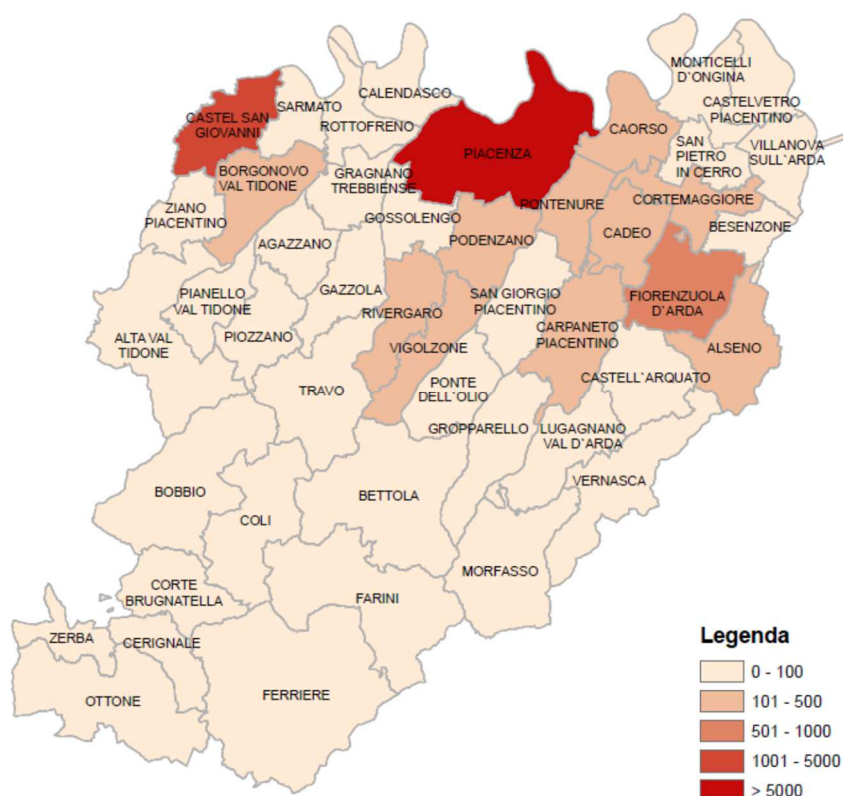 MONTICELLI
D'ONGINA
CALENDASCO
CASTEL SAN
GIOVANNI
SARMATO
CASTELVETRO
PIACENTINO
ROTTOFRENO
CAORSO
SAN
PIETRO
IN CERRO
VILLANOVA
SULL'ARDA
PIACENZA
BORGONOVO
VAL TIDONE
GRAGNANO
TREBBIENSE
ZIANO
PIACENTINO
GOSSOLENGO
PONTENURE
CORTEMAGGIORE
CADEO
BESENZONE
AGAZZANO
PODENZANO
PIANELLO
VAL TIDONE
GAZZOLA
SAN GIORGIO
PIACENTINO
FIORENZUOLA
D'ARDA
RIVERGARO
ALTA VAL
TIDONE
PIOZZANO
CARPANETO
PIACENTINO
VIGOLZONE
ALSENO
CASTELL'ARQUATO
TRAVO
PONTE
DELL'OLIO
GROPPARELLO
LUGAGNANO
VAL D'ARDA
VERNASCA
BOBBIO
BETTOLA
COLI
MORFASSO
CORTE
BRUGNATELLA
FARINI
ZERBA
CERIGNALE
OTTONE
FERRIERE
Legenda
0 - 100
101 - 500
501 - 1000
1001 - 5000
> 5000